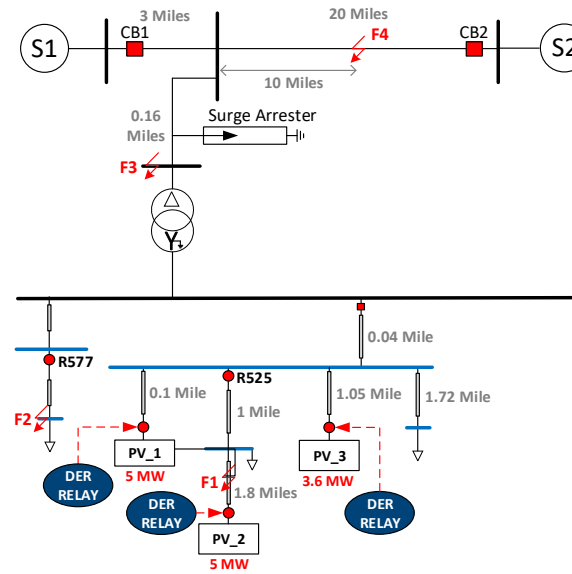 3 Miles
20 Miles
S1
CB1
F4
CB2
S2
10 Miles
0.16
Miles
Surge Arrester
F3
0.04 Mile
R577
R525
0.1 Mile
1.05 Mile
1.72 Mile
1 Mile
F2
PV_1
PV_3
5 MW
F1
3.6 MW
1.8 Miles
DER
RELAY
DER
RELAY
DER
RELAY
PV_2
5 MW